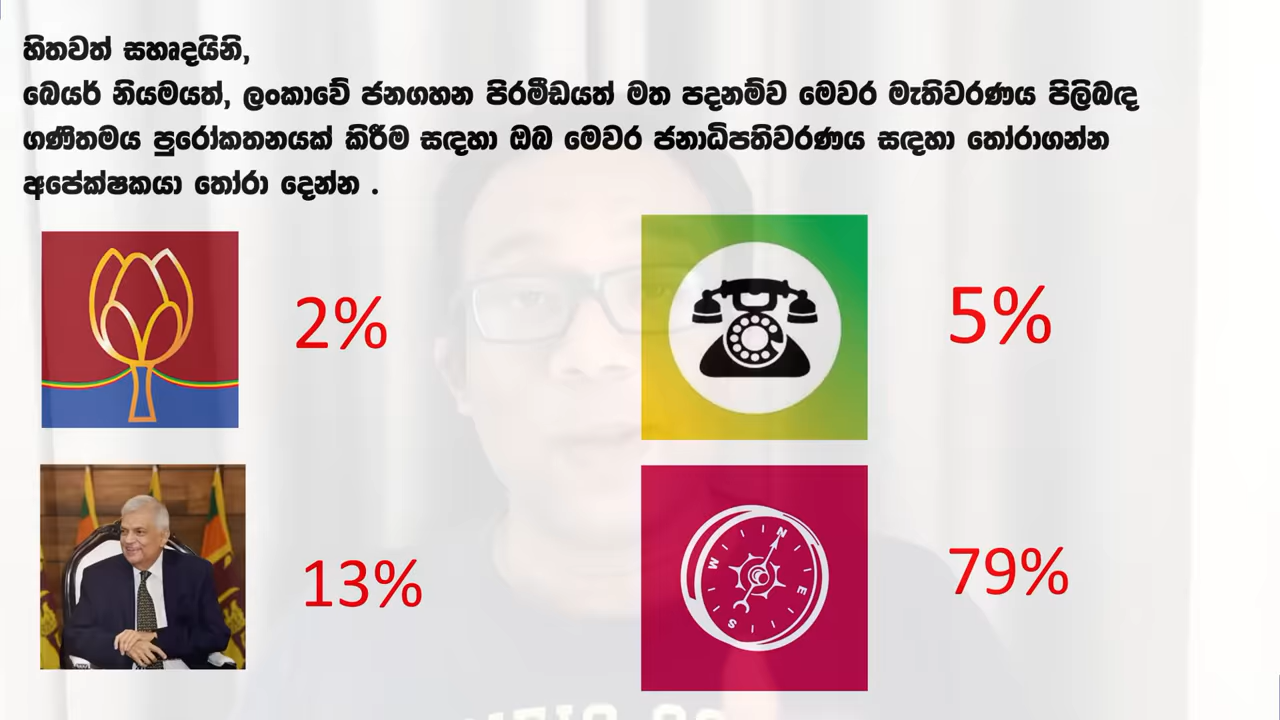 හිතවත් සහෘදයිනි,
බෙයර් නියමයත්, ලංකාවේ ජනගහන පිරමීඩයත් මත පදනම්ව මෙවර මැතිවරණය පිලිබඳ
ගණිතමය පුරෝකතනයක් කිරීම සඳහා ඔබ මෙවර ජනාධිපතිවරණය සඳහා තෝරාගන්න
අපේක්ෂකයා තෝරා දෙන්න .
2%
5%
13%
79%
N
M
E
S